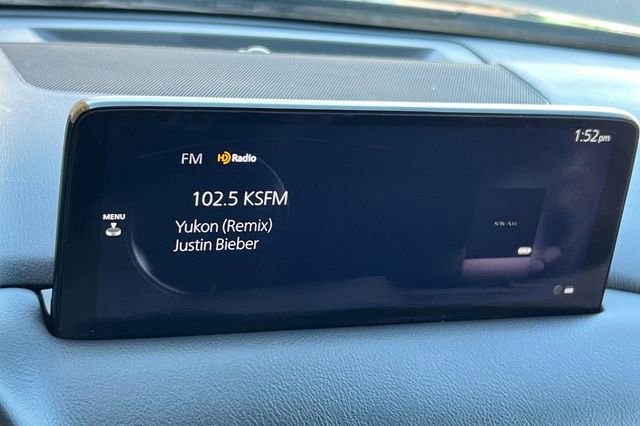 1:52pm
FM HD Radio
102.5 KSFM
MENU
Yukon (Remix)
Justin Bieber
SWAG